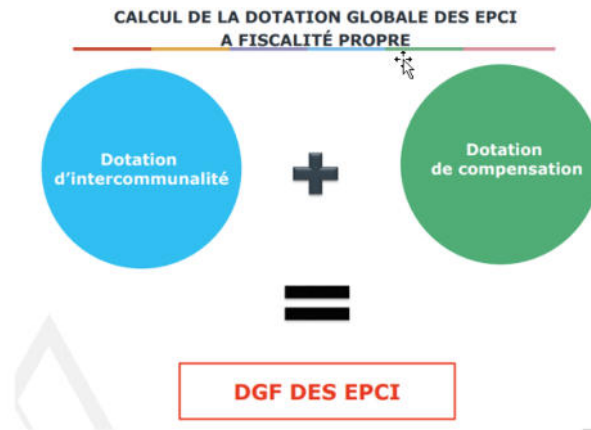 CALCUL DE LA DOTATION GLOBALE DES EPCI
A FISCALITÉ PROPRE
Dotation
d'intercommunalité
Dotation
de compensation
DGF DES EPCI